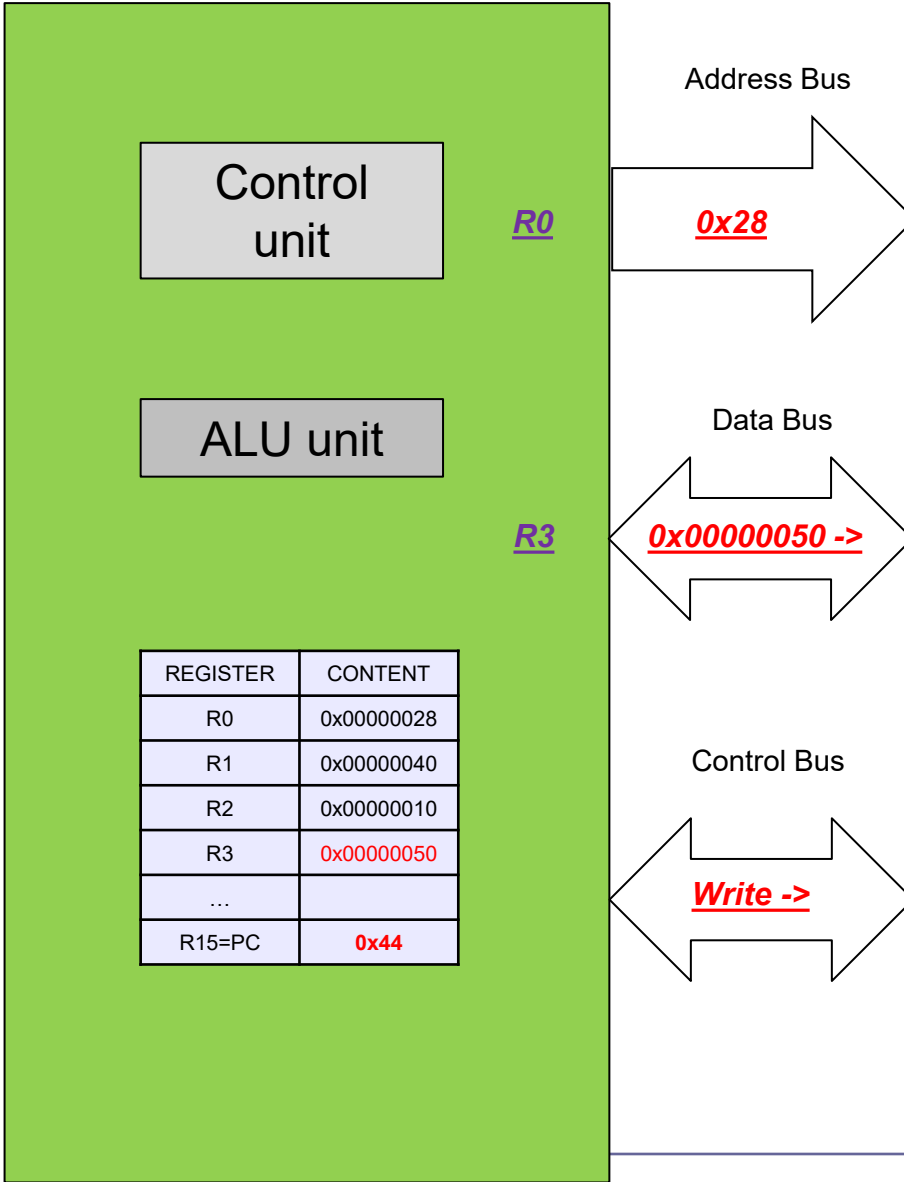 Address Bus
Control
unit
R0
0x28
ALU unit
Data Bus
R3
0x00000050 ->
REGISTER CONTENT
R0 0x00000028
R1 0x00000040
R2 0x00000010
R3 0x00000050
…
R15=PC 0x44
Control Bus
Write ->